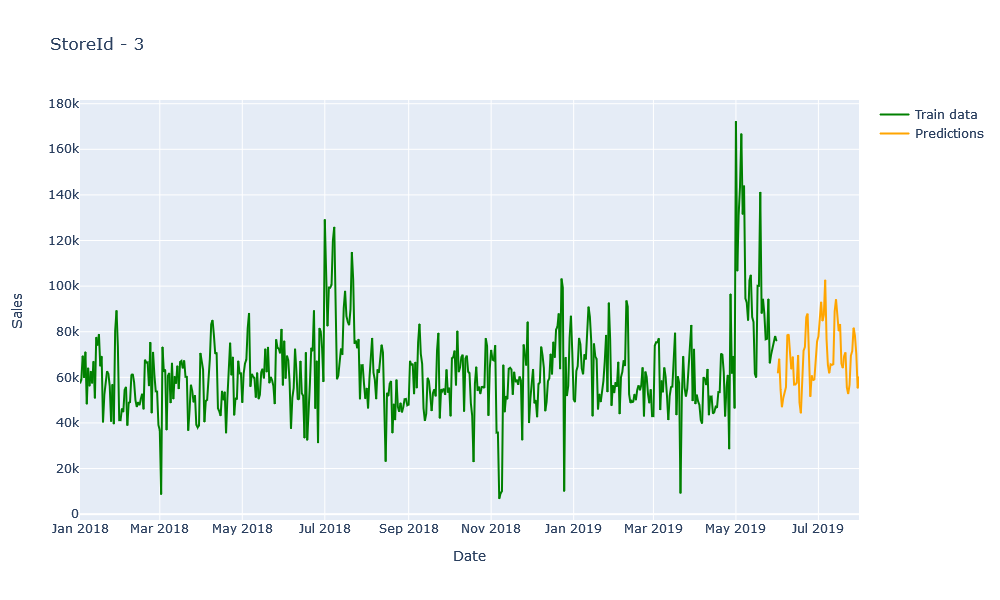 StoreId - 3
180k
160k
140k
120k
100k
80k
60k
40k
20k
0
Sales
Jan 2018 Mar 2018 May 2018 Jul 2018 Sep 2018 Nov 2018 Jan 2019 Mar 2019 May 2019 Jul 2019
Date
Train data
Predictions